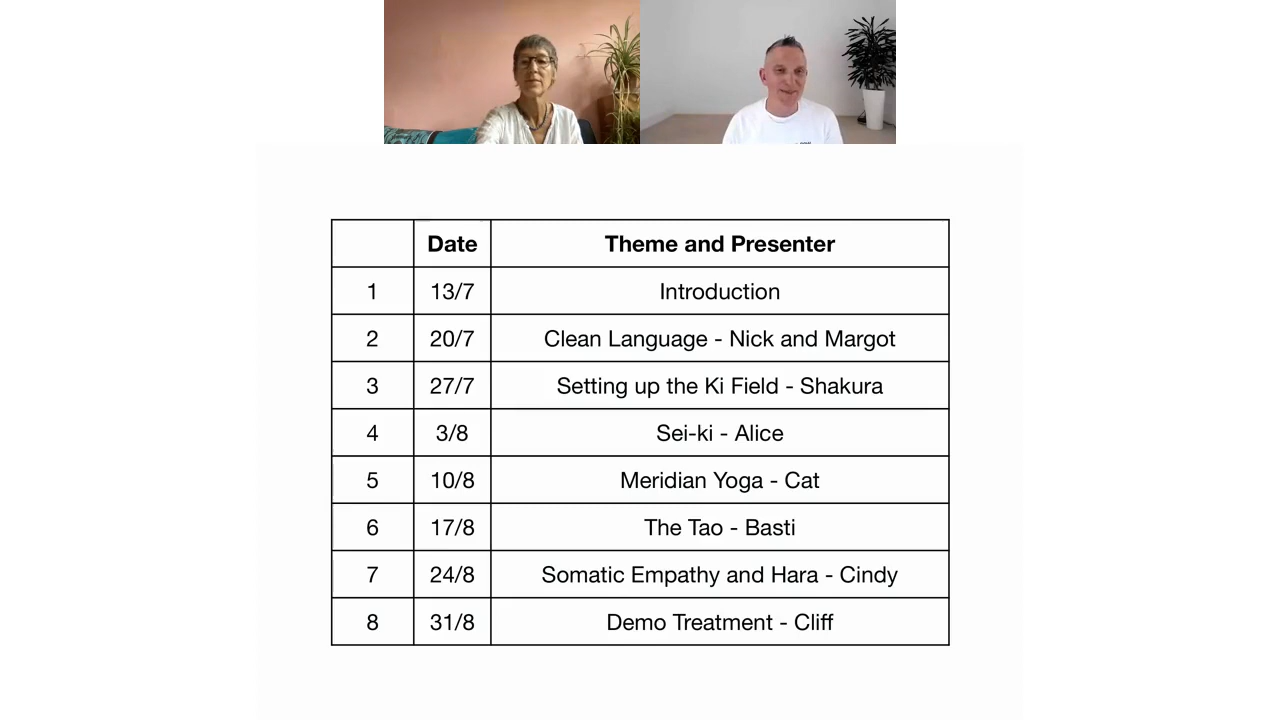 Date Theme and Presenter
1 13/7 Introduction
2 20/7 Clean Language - Nick and Margot
3 27/7 Setting up the Ki Field - Shakura
4 3/8 Sei-ki - Alice
5 10/8 Meridian Yoga - Cat
6 17/8 The Tao - Basti
7 24/8 Somatic Empathy and Hara - Cindy
8 31/8 Demo Treatment - Cliff